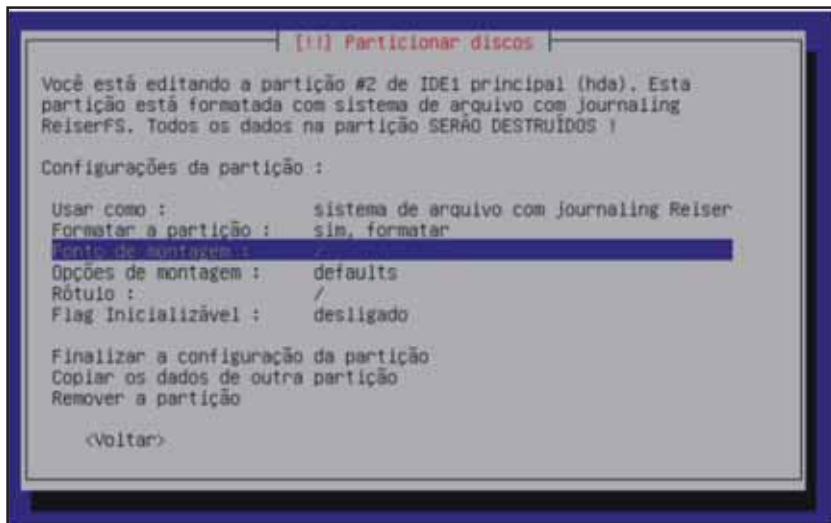 [!!] Particionar discos
Você está editando a partição #2 de IDE1 principal (hda). Esta
partição está formatada com sistema de arquivo com journaling
ReiserFS. Todos os dados na partição SERÃO DESTRUÍDOS !
Configurações da partição :
Usar como : sistema de arquivo com journaling Reiser
Formatar a partição : sim, formatar
Ponto de montagem : /
Opções de montagem : defaults
Rótulo : /
Flag Inicializável : desligado
Finalizar a configuração da partição
Copiar os dados de outra partição
Remover a partição
<Voltar>